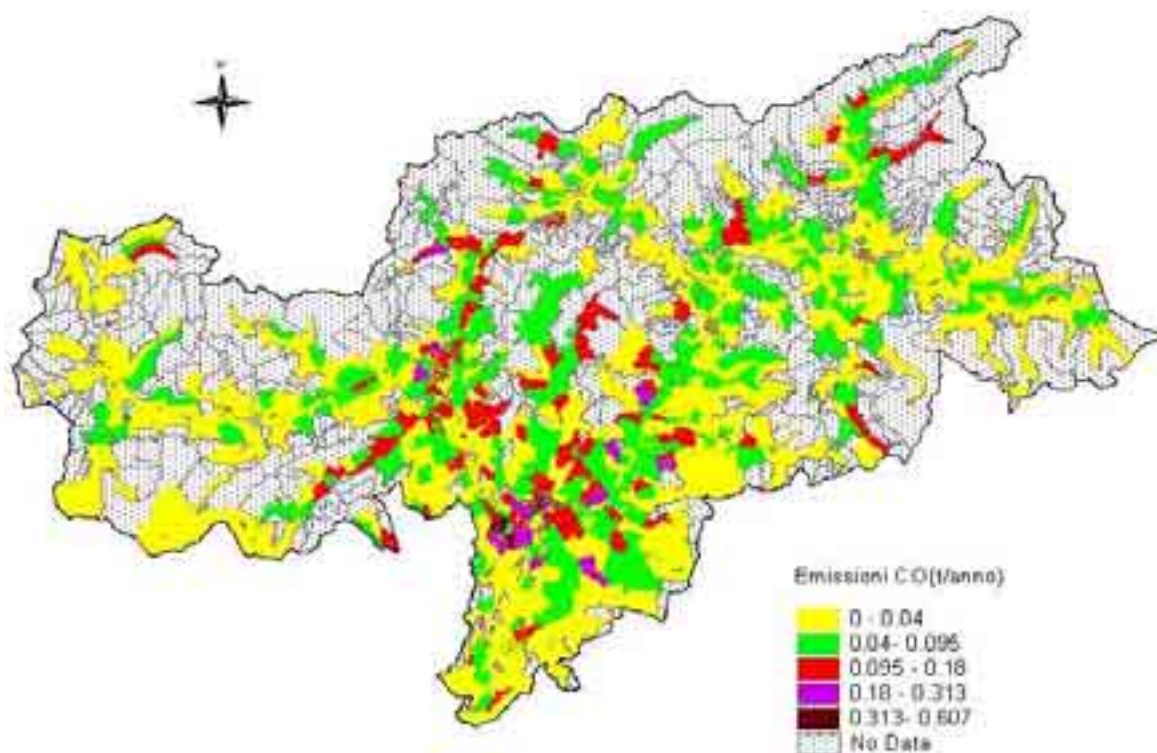 Emissioni CO(t/anno)
0 - 0.04
0.04- 0.095
0.095 - 0.18
0.18 - 0.313
0.313- 0.607
No Data